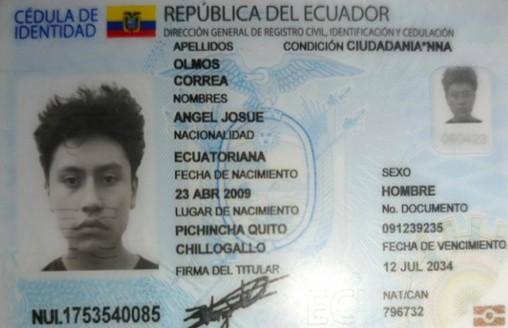 CÉDULA DE IDENTIDAD
REPÚBLICA DEL ECUADOR
DIRECCIÓN GENERAL DE REGISTRO CIVIL, IDENTIFICACIÓN Y CEDULACIÓN
APELLIDOS
CONDICIÓN CIUDADANIA*NNA
OLMOS
CORREA
NOMBRES
ANGEL JOSUE
NACIONALIDAD
ECUATORIANA
FECHA DE NACIMIENTO
23 ABR 2009
LUGAR DE NACIMIENTO
PICHINCHA QUITO
CHILLOGALLO
FIRMA DEL TITULAR
SEXO
HOMBRE
No. DOCUMENTO
091239235
FECHA DE VENCIMIENTO
12 JUL 2034
NAT/CAN
796732
NUI.1753540085